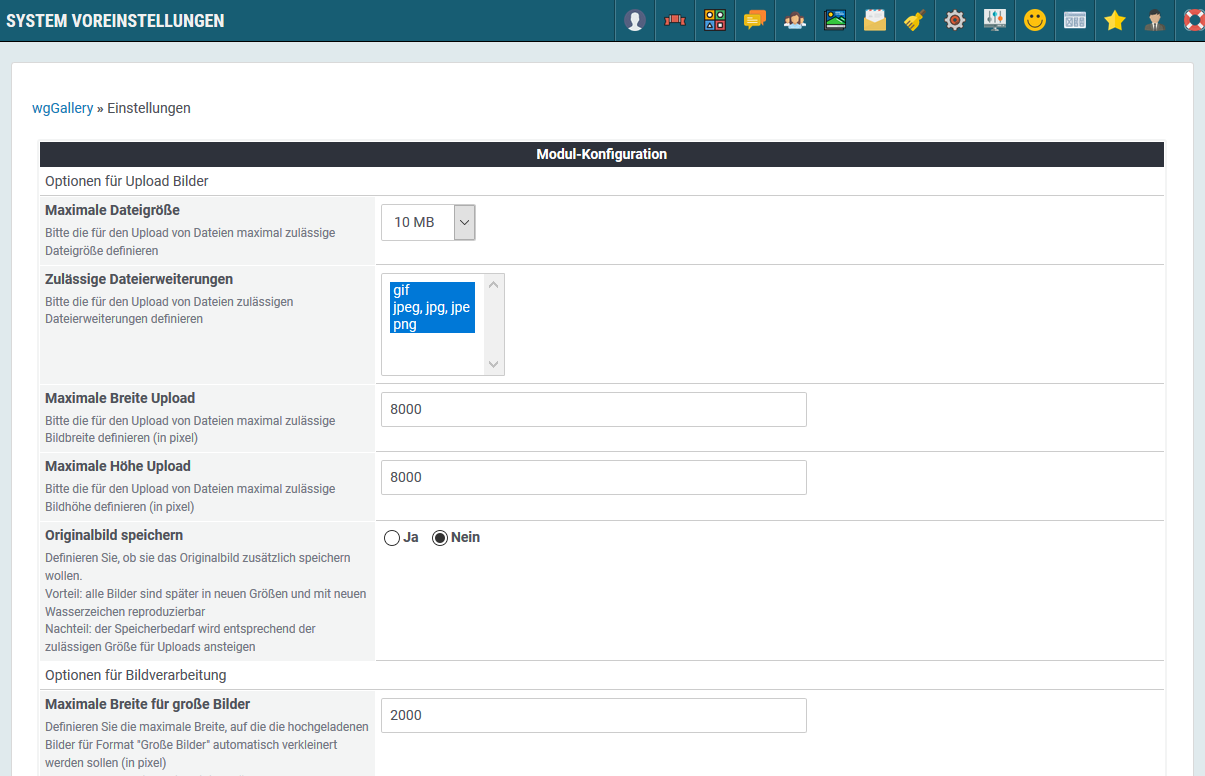 SYSTEM VOREINSTELLUNGEN
wgGallery » Einstellungen
Modul-Konfiguration
Optionen für Upload Bilder
Maximale Dateigröße
Bitte die für den Upload von Dateien maximal zulässige
Dateigröße definieren
10 MB
Zulässige Dateierweiterungen
Bitte die für den Upload von Dateien zulässigen
Dateierweiterungen definieren
gif
jpeg, jpg, jpe
png
Maximale Breite Upload
Bitte die für den Upload von Dateien maximal zulässige
Bildbreite definieren (in pixel)
8000
Maximale Höhe Upload
Bitte die für den Upload von Dateien maximal zulässige
Bildhöhe definieren (in pixel)
8000
Originalbild speichern
Definieren Sie, ob sie das Originalbild zusätzlich speichern
wollen.
Vorteil: alle Bilder sind später in neuen Größen und mit neuen
Wasserzeichen reproduzierbar
Nachteil: der Speicherbedarf wird entsprechend der
zulässigen Größe für Uploads ansteigen
Ja Nein
Optionen für Bildverarbeitung
Maximale Breite für große Bilder
Definieren Sie die maximale Breite, auf die die hochgeladenen
Bilder für Format "Große Bilder" automatisch verkleinert
werden sollen (in pixel)
2000